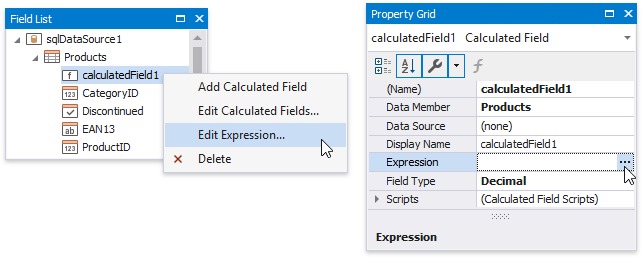 Field List
sqlDataSource1
Products
calculatedField1
CategoryID
Discontinued
EAN13
ProductID
Add Calculated Field
Edit Calculated Fields...
Edit Expression...
Delete
Property Grid
calculatedField1 Calculated Field
(Name) calculatedField1
Data Member Products
Data Source (none)
Display Name calculatedField1
Expression
Field Type Decimal
Scripts (Calculated Field Scripts)
Expression